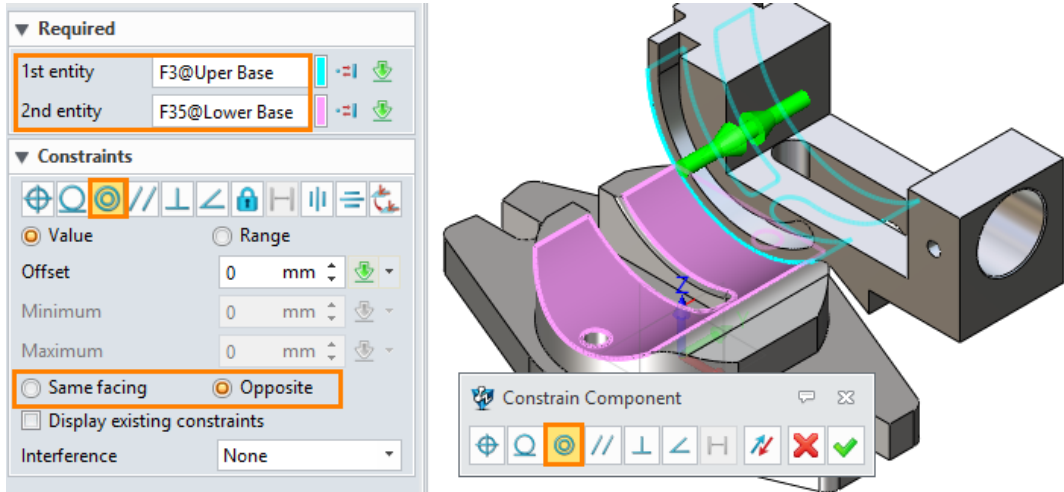 Required
1st entity F3@Uper Base
2nd entity F35@Lower Base
Constraints
Value Range
Offset 0 mm
Minimum 0 mm
Maximum 0 mm
Same facing Opposite
Display existing constraints
Interference None
Z
Constrain Component